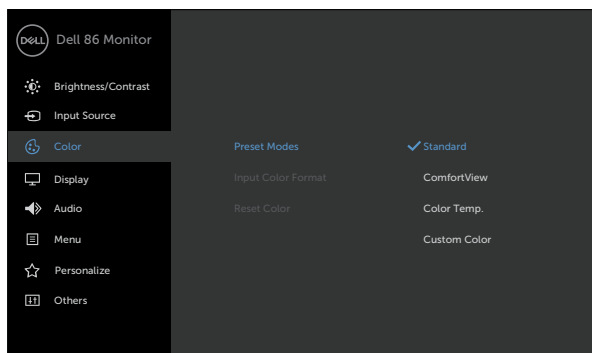 DELL Dell 86 Monitor
Brightness/Contrast
Input Source
Color Preset Modes Standard
Display Input Color Format ComfortView
Audio Reset Color Color Temp.
Menu Custom Color
Personalize
Others